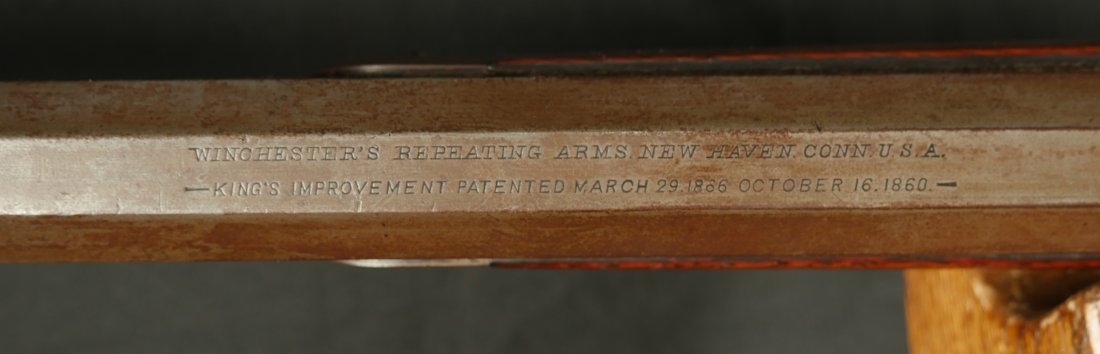 WINCHESTER'S REPEATING ARMS. NEW HAVEN. CONN. U.S.A.
KING'S IMPROVEMENT PATENTED MARCH 29.1866 OCTOBER 16.1860.